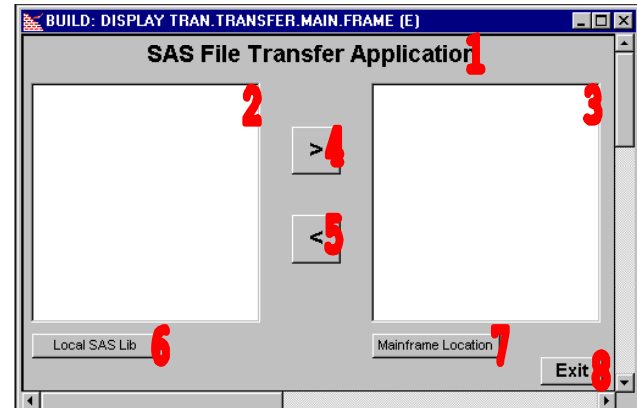 BUILD: DISPLAY TRAN.TRANSFER.MAIN.FRAME (E)
SAS File Transfer Application 1
2 3
> 4
< 5
Local SAS Lib 6 Mainframe Location 7
Exit 8